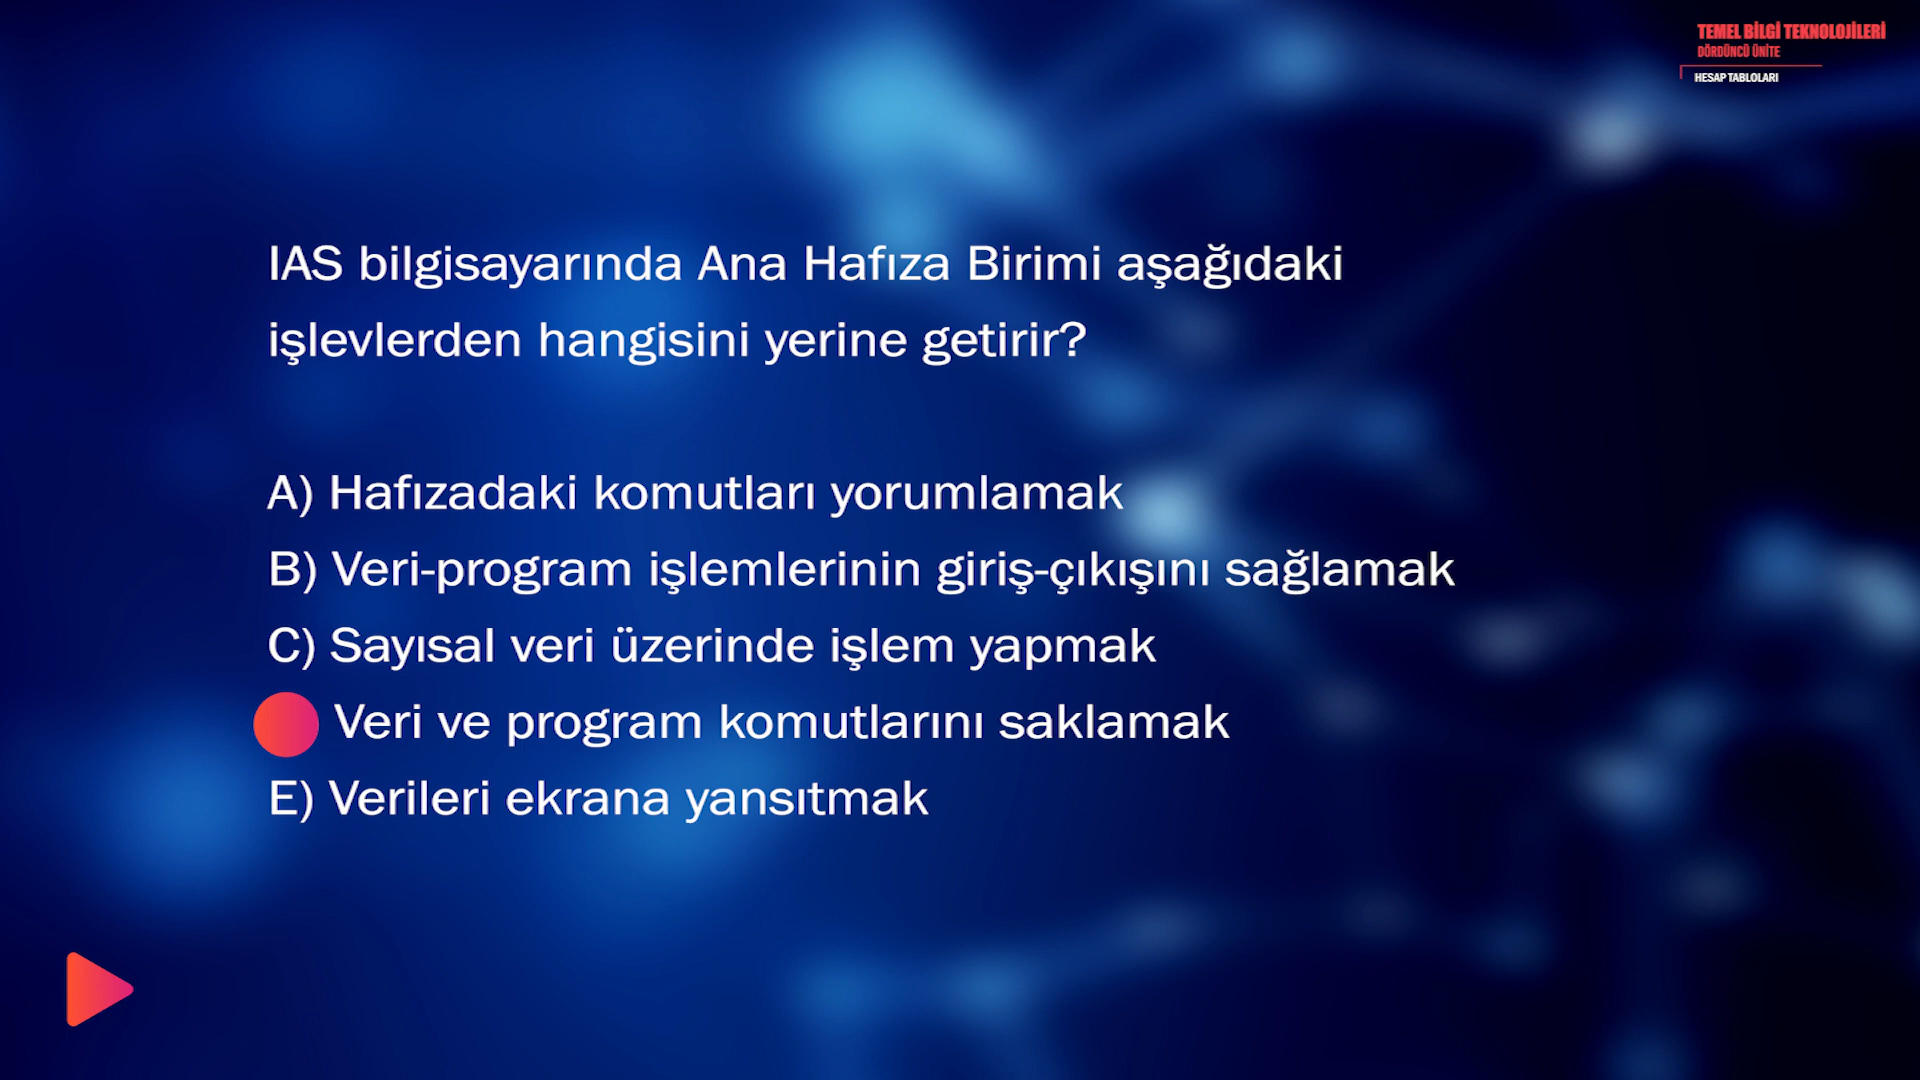 TEMEL BİLGİ TEKNOLOJİLERİ
DÖRDÜNCÜ ÜNİTE
HESAP TABLOLARI
IAS bilgisayarında Ana Hafıza Birimi aşağıdaki
işlevlerden hangisini yerine getirir?
A) Hafızadaki komutları yorumlamak
B) Veri-program işlemlerinin giriş-çıkışını sağlamak
C) Sayısal veri üzerinde işlem yapmak
Veri ve program komutlarını saklamak
E) Verileri ekrana yansıtmak